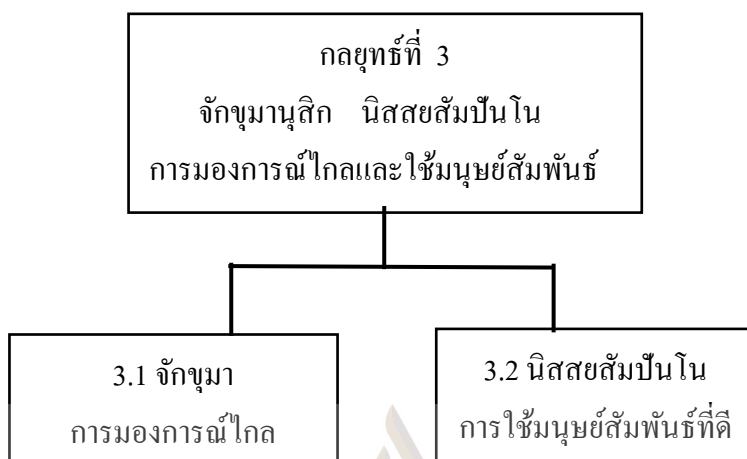 กลยุทธ์ที่ 3
จักขุมานุสิก นิสสยสัมปันโน
การมองการณ์ไกลและใช้มนุษย์สัมพันธ์
3.1 จักขุมา
การมองการณ์ไกล
3.2 นิสสยสัมปันโน
การใช้มนุษย์สัมพันธ์ที่ดี